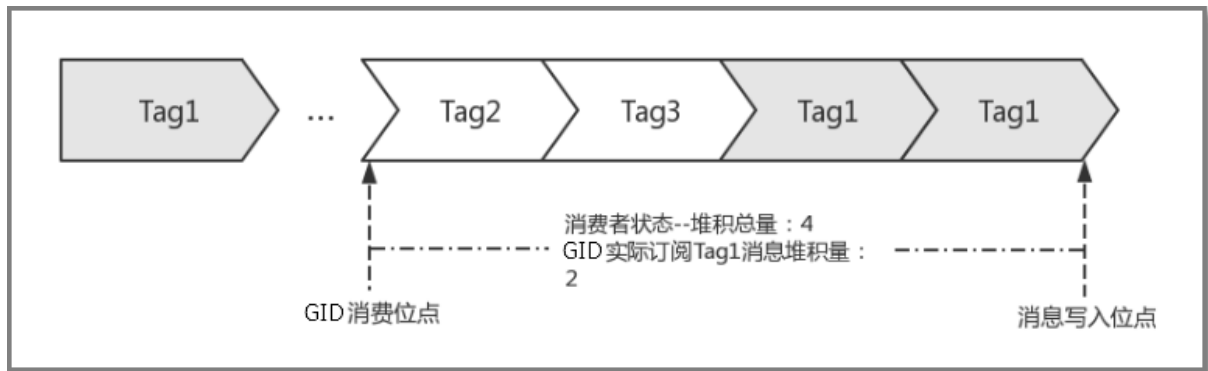 Tag1
...
Tag2
Tag3
Tag1
Tag1
消费者状态--堆积总量：4
GID实际订阅Tag1消息堆积量：
2
GID消费位点
消息写入位点